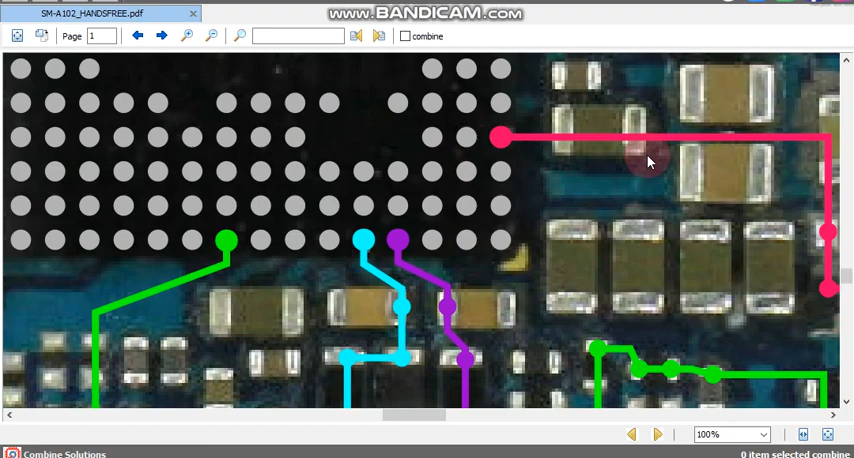 WWW.BANDICAM.COM
SM-A102_HANDSFREE.pdf
Page 1 combine
100%
Combine Solutions 0 item selected combine